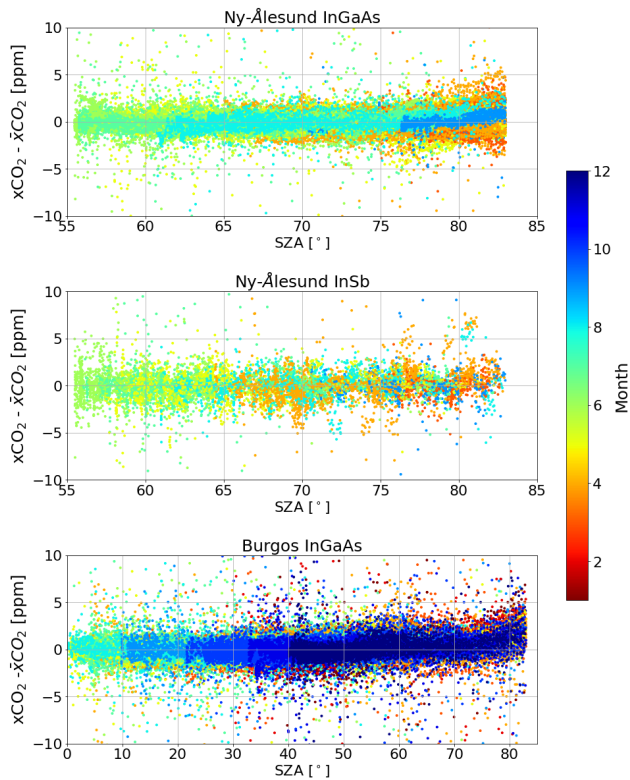 Ny-Ålesund InGaAs
xCO₂ - x̄CO₂ [ppm]
10
5
0
−5
−10
55 60 65 70 75 80 85
SZA [°]
Ny-Ålesund InSb
xCO₂ - x̄CO₂ [ppm]
10
5
0
−5
−10
55 60 65 70 75 80 85
SZA [°]
Burgos InGaAs
xCO₂ -x̄CO₂ [ppm]
10
5
0
−5
−10
0 10 20 30 40 50 60 70 80
SZA [°]
12
10
8
6
4
2
Month